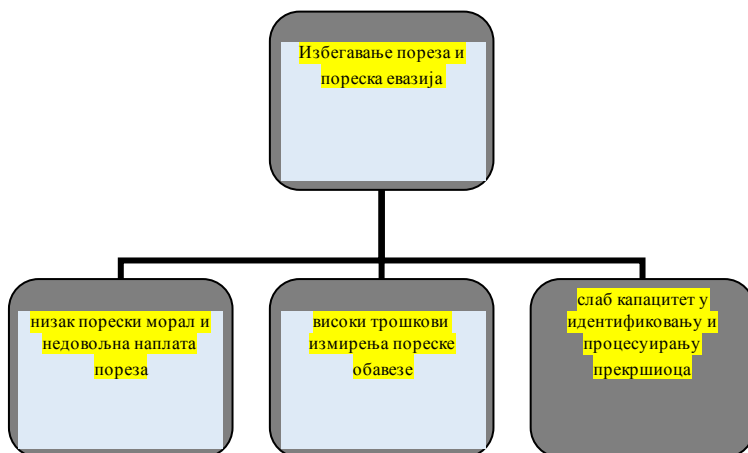 Избегавање пореза и
пореска евазија
низак порески морал и
недовољна наплата
пореза
високи трошкови
измирења пореске
обавезе
слаб капацитет у
идентификовању и
процесуирању
прекршиоца